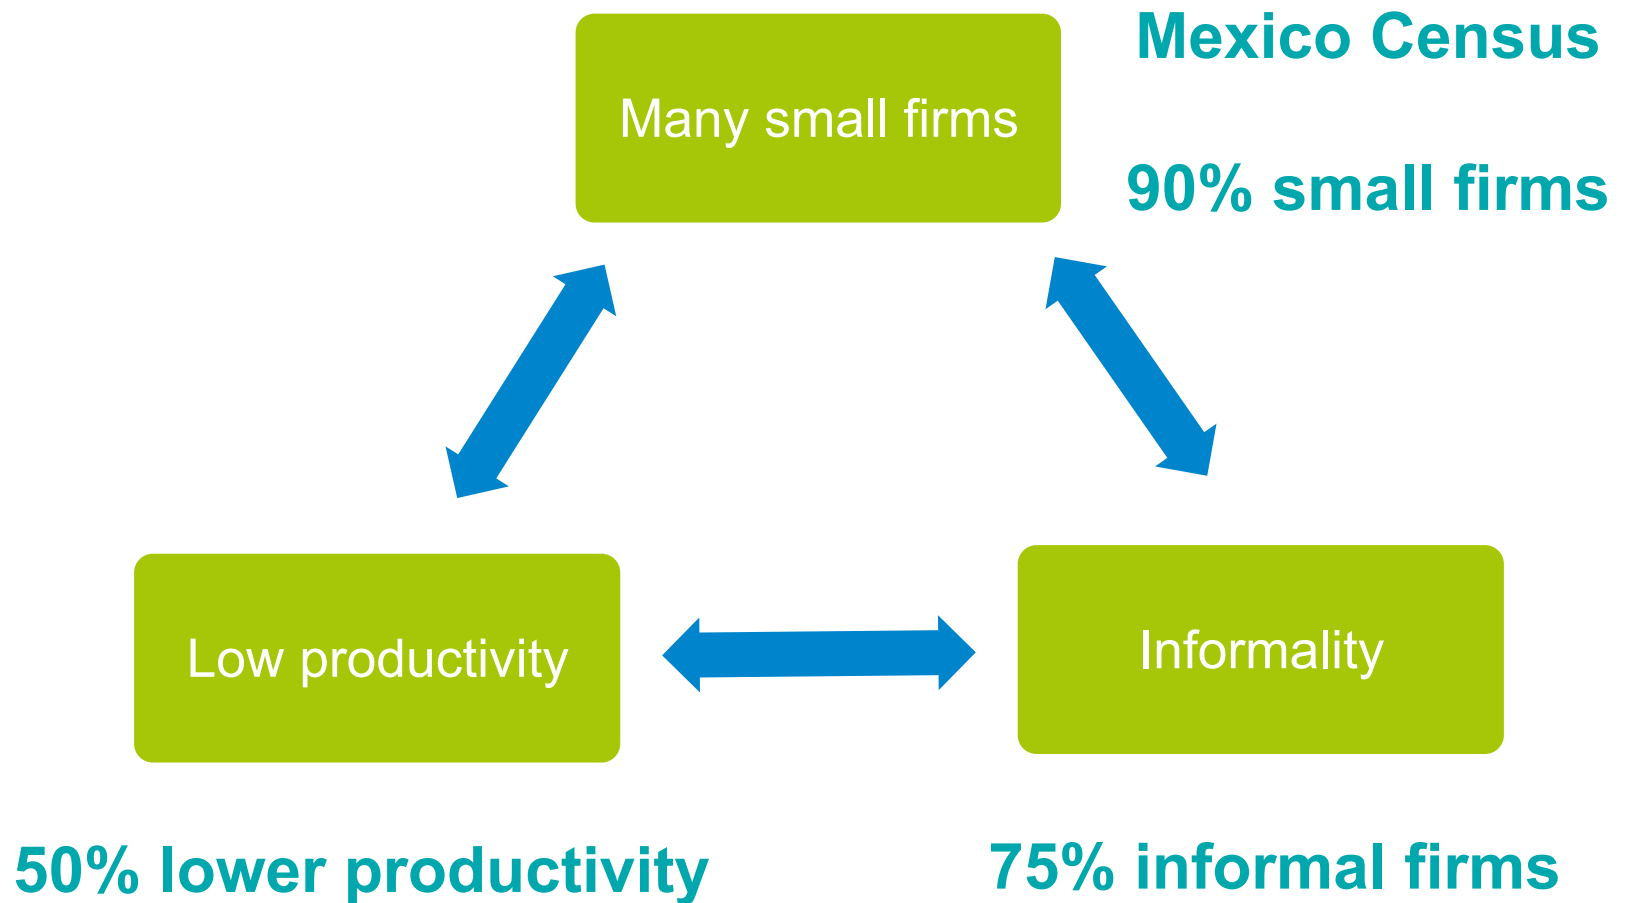 Mexico Census
Many small firms
90% small firms
Low productivity
Informality
50% lower productivity
75% informal firms